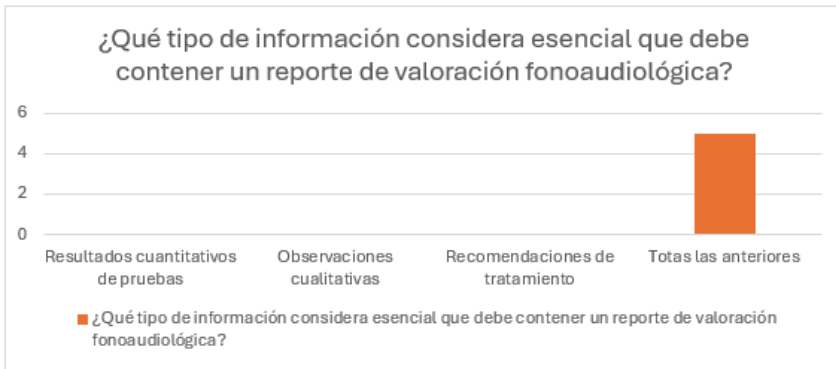 ¿Qué tipo de información considera esencial que debe
contener un reporte de valoración fonoaudiológica?
6
4
2
0
Resultados cuantitativos
de pruebas
Observaciones
cualitativas
Recomendaciones de
tratamiento
Totas las anteriores
¿Qué tipo de información considera esencial que debe contener un reporte de valoración
fonoaudiológica?